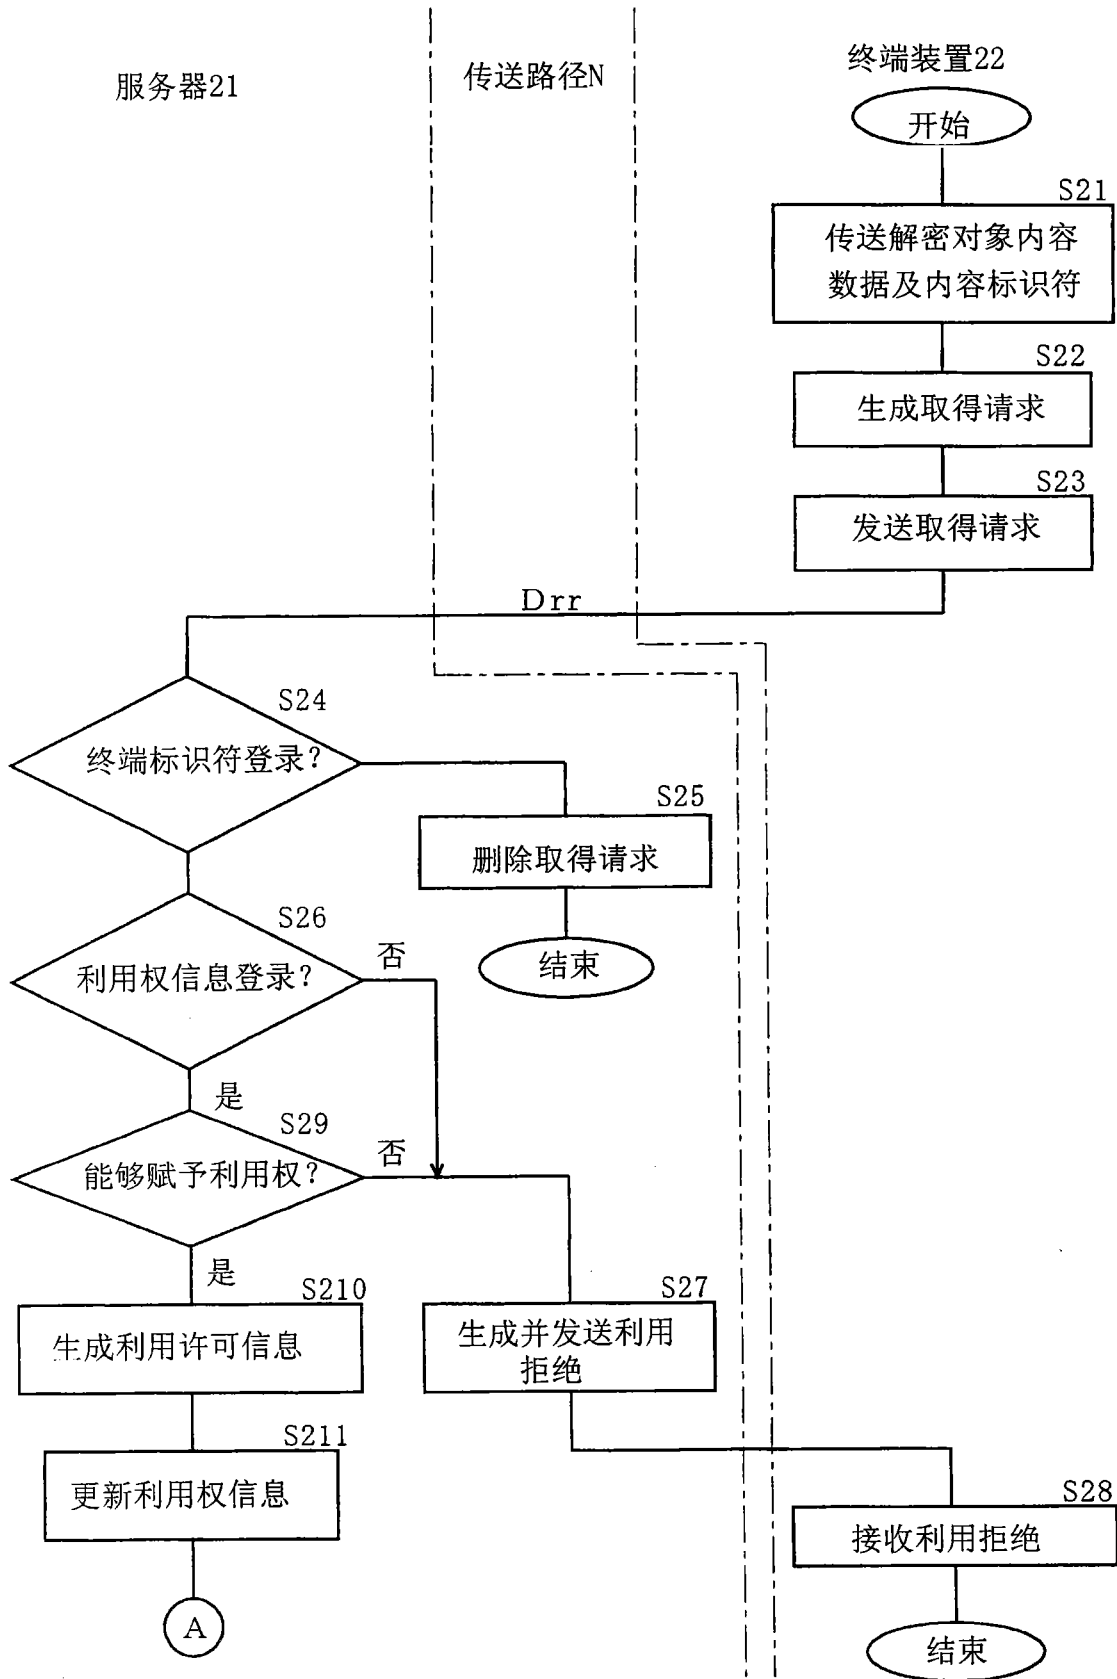 服务器21
传送路径N
终端装置22
开始
S21
传送解密对象内容
数据及内容标识符
S22
生成取得请求
S23
发送取得请求
Drr
S24
终端标识符登录？
S25
删除取得请求
结束
S26
利用权信息登录？
否
是
S29
能够赋予利用权？
否
是
S210
生成利用许可信息
S27
生成并发送利用
拒绝
S211
更新利用权信息
S28
接收利用拒绝
A
结束